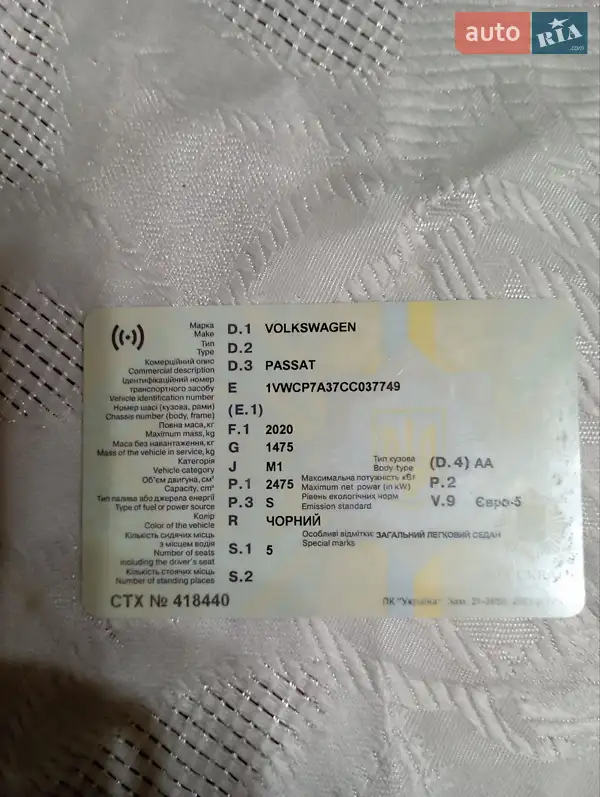 auto RIA .com
Марка
Make
D.1 VOLKSWAGEN
Тип
Type
D.2
Комерційний опис
Commercial description
D.3 PASSAT
Ідентифікаційний номер
транспортного засобу
Vehicle identification number
E 1VWCP7A37CC037749
Номер шасі (кузова, рами)
Chassis number (body, frame)
(E.1)
Повна маса, кг
Maximum mass, kg
F.1 2020
Маса без навантаження, кг
Mass of the vehicle in service, kg
G 1475
Категорія
Vehicle category
J M1
Тип кузова
Body type
(D.4) AA
Об'єм двигуна, см³
Capacity, cm³
P.1 2475
Максимальна потужність кВт
Maximum net power (in kW)
P.2
Тип палива або джерела енергії
Type of fuel or power source
P.3 S
Рівень екологічних норм
Emission standard
V.9 Євро-5
Колір
Color of the vehicle
R ЧОРНИЙ
Особливі відмітки: ЗАГАЛЬНИЙ ЛЕГКОВИЙ СЕДАН
Special marks
Кількість сидячих місць
з місцем водія
Number of seats
including the driver's seat
S.1 5
Кількість стоячих місць
Number of standing places
S.2
СТХ № 418440
ПК "Україна" Зам.